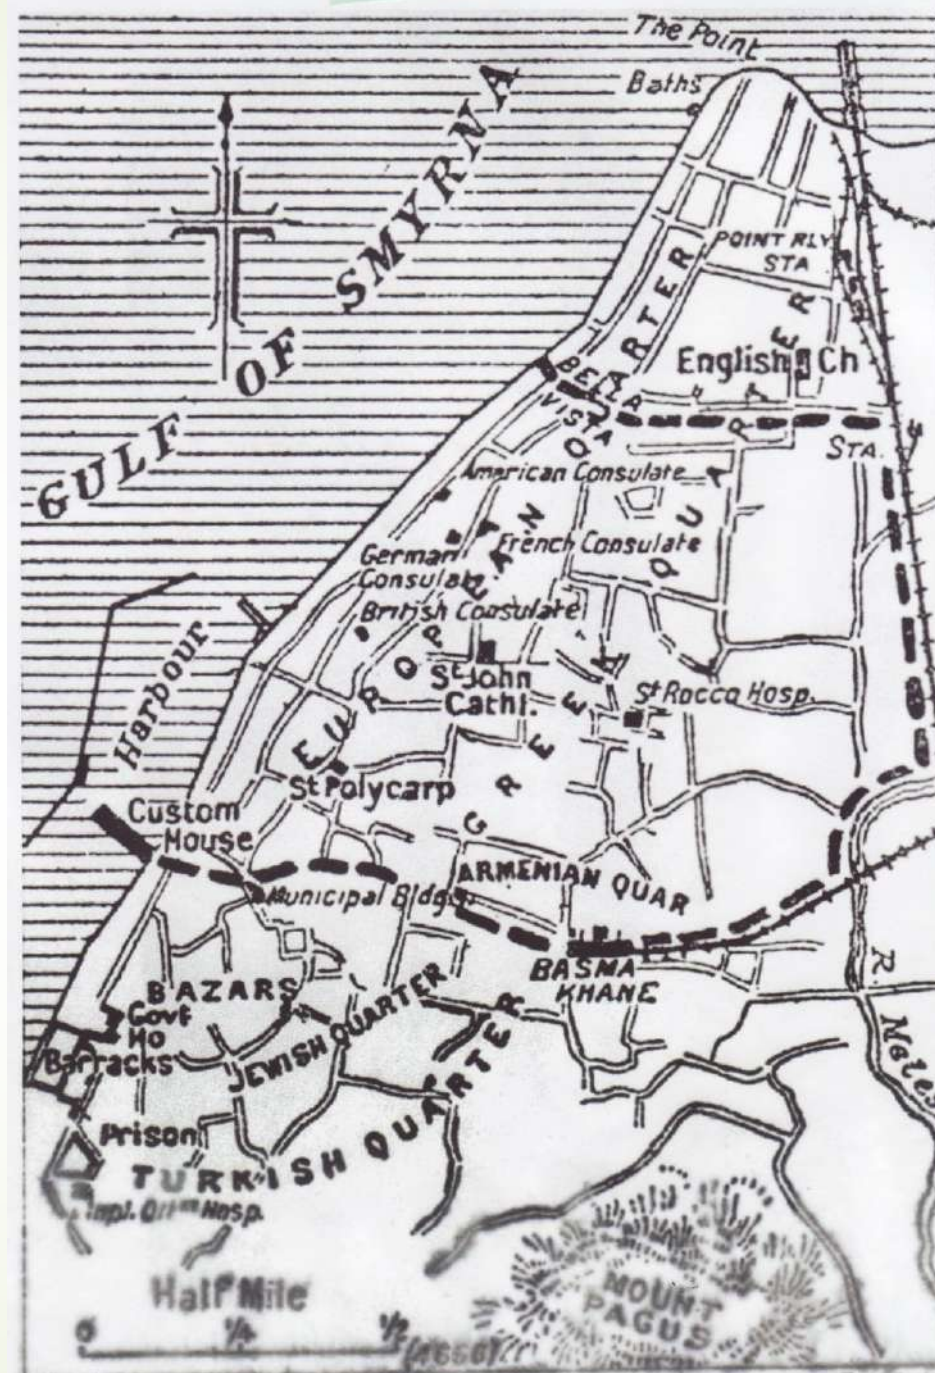 The Point
Baths
GULF OF SMYRNA
POINT RLY
STA
English Ch
BELLA
VISTA
STA.
American Consulate
French Consulate
German
Consulate
British Consulate
EUROPEAN QUARTER
GREEK QUARTER
Harbour
St John
Cathl.
St Rocco Hosp.
St Polycarp
Custom
House
Municipal Bldgs.
ARMENIAN QUAR
BASMA
KHANE
BAZARS
Govt
Ho
Barracks
JEWISH QUARTER
R. Meles
Prison
TURKISH QUARTER
Impl. Ottmn Hosp.
MOUNT
PAGUS
Half Mile
0 1/4 1/2